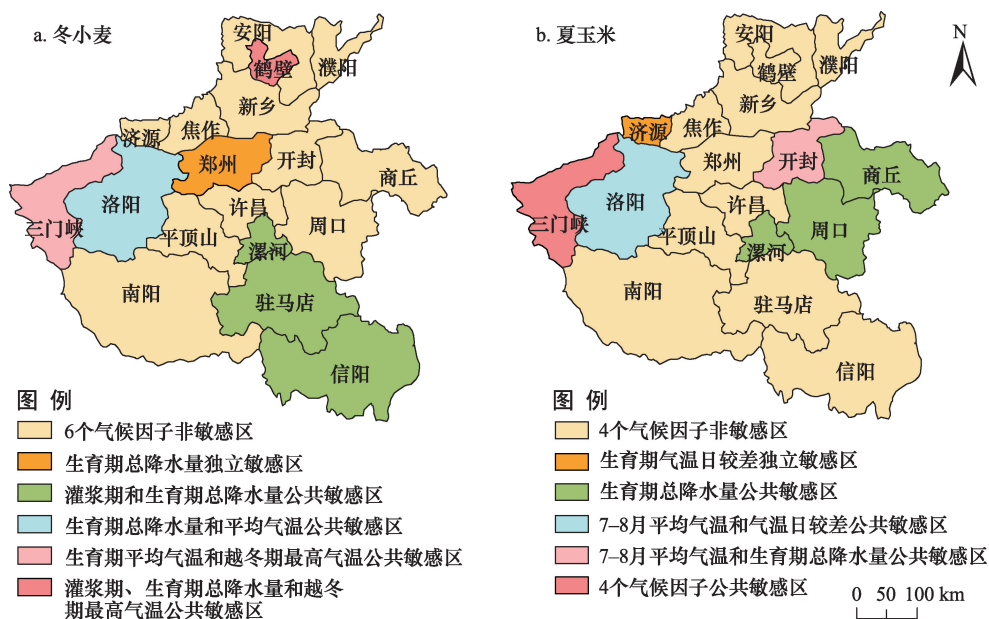 a. 冬小麦
安阳
鹤壁
濮阳
新乡
济源
焦作
郑州
开封
商丘
洛阳
三门峡
许昌
周口
平顶山
漯河
南阳
驻马店
信阳
图 例
6个气候因子非敏感区
生育期总降水量独立敏感区
灌浆期和生育期总降水量公共敏感区
生育期总降水量和平均气温公共敏感区
生育期平均气温和越冬期最高气温公共敏感区
灌浆期、生育期总降水量和越冬
期最高气温公共敏感区
b. 夏玉米
N
安阳
鹤壁
濮阳
新乡
济源
焦作
郑州
开封
商丘
洛阳
三门峡
许昌
周口
平顶山
漯河
南阳
驻马店
信阳
图 例
4个气候因子非敏感区
生育期气温日较差独立敏感区
生育期总降水量公共敏感区
7–8月平均气温和气温日较差公共敏感区
7–8月平均气温和生育期总降水量公共敏感区
4个气候因子公共敏感区
0 50 100 km